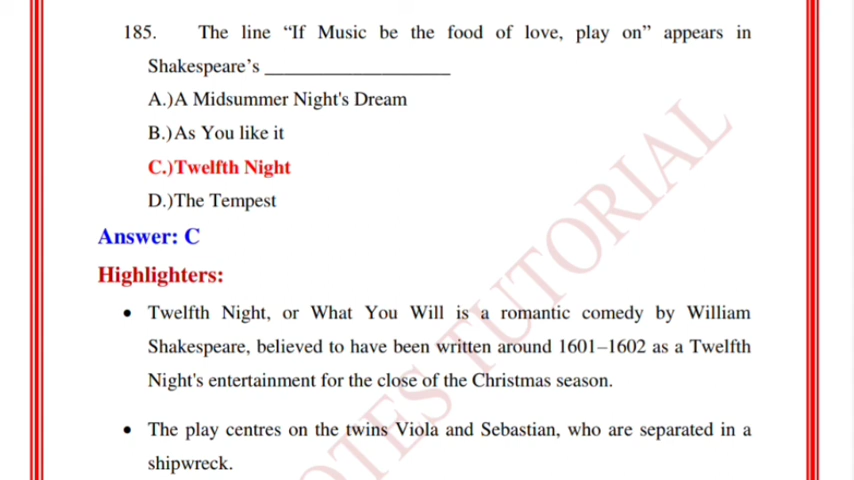 185. The line “If Music be the food of love, play on” appears in
Shakespeare’s ___________________
A.)A Midsummer Night's Dream
B.)As You like it
C.)Twelfth Night
D.)The Tempest
Answer: C
Highlighters:
• Twelfth Night, or What You Will is a romantic comedy by William
Shakespeare, believed to have been written around 1601–1602 as a Twelfth
Night's entertainment for the close of the Christmas season.
• The play centres on the twins Viola and Sebastian, who are separated in a
shipwreck.
OTES TUTORIAL